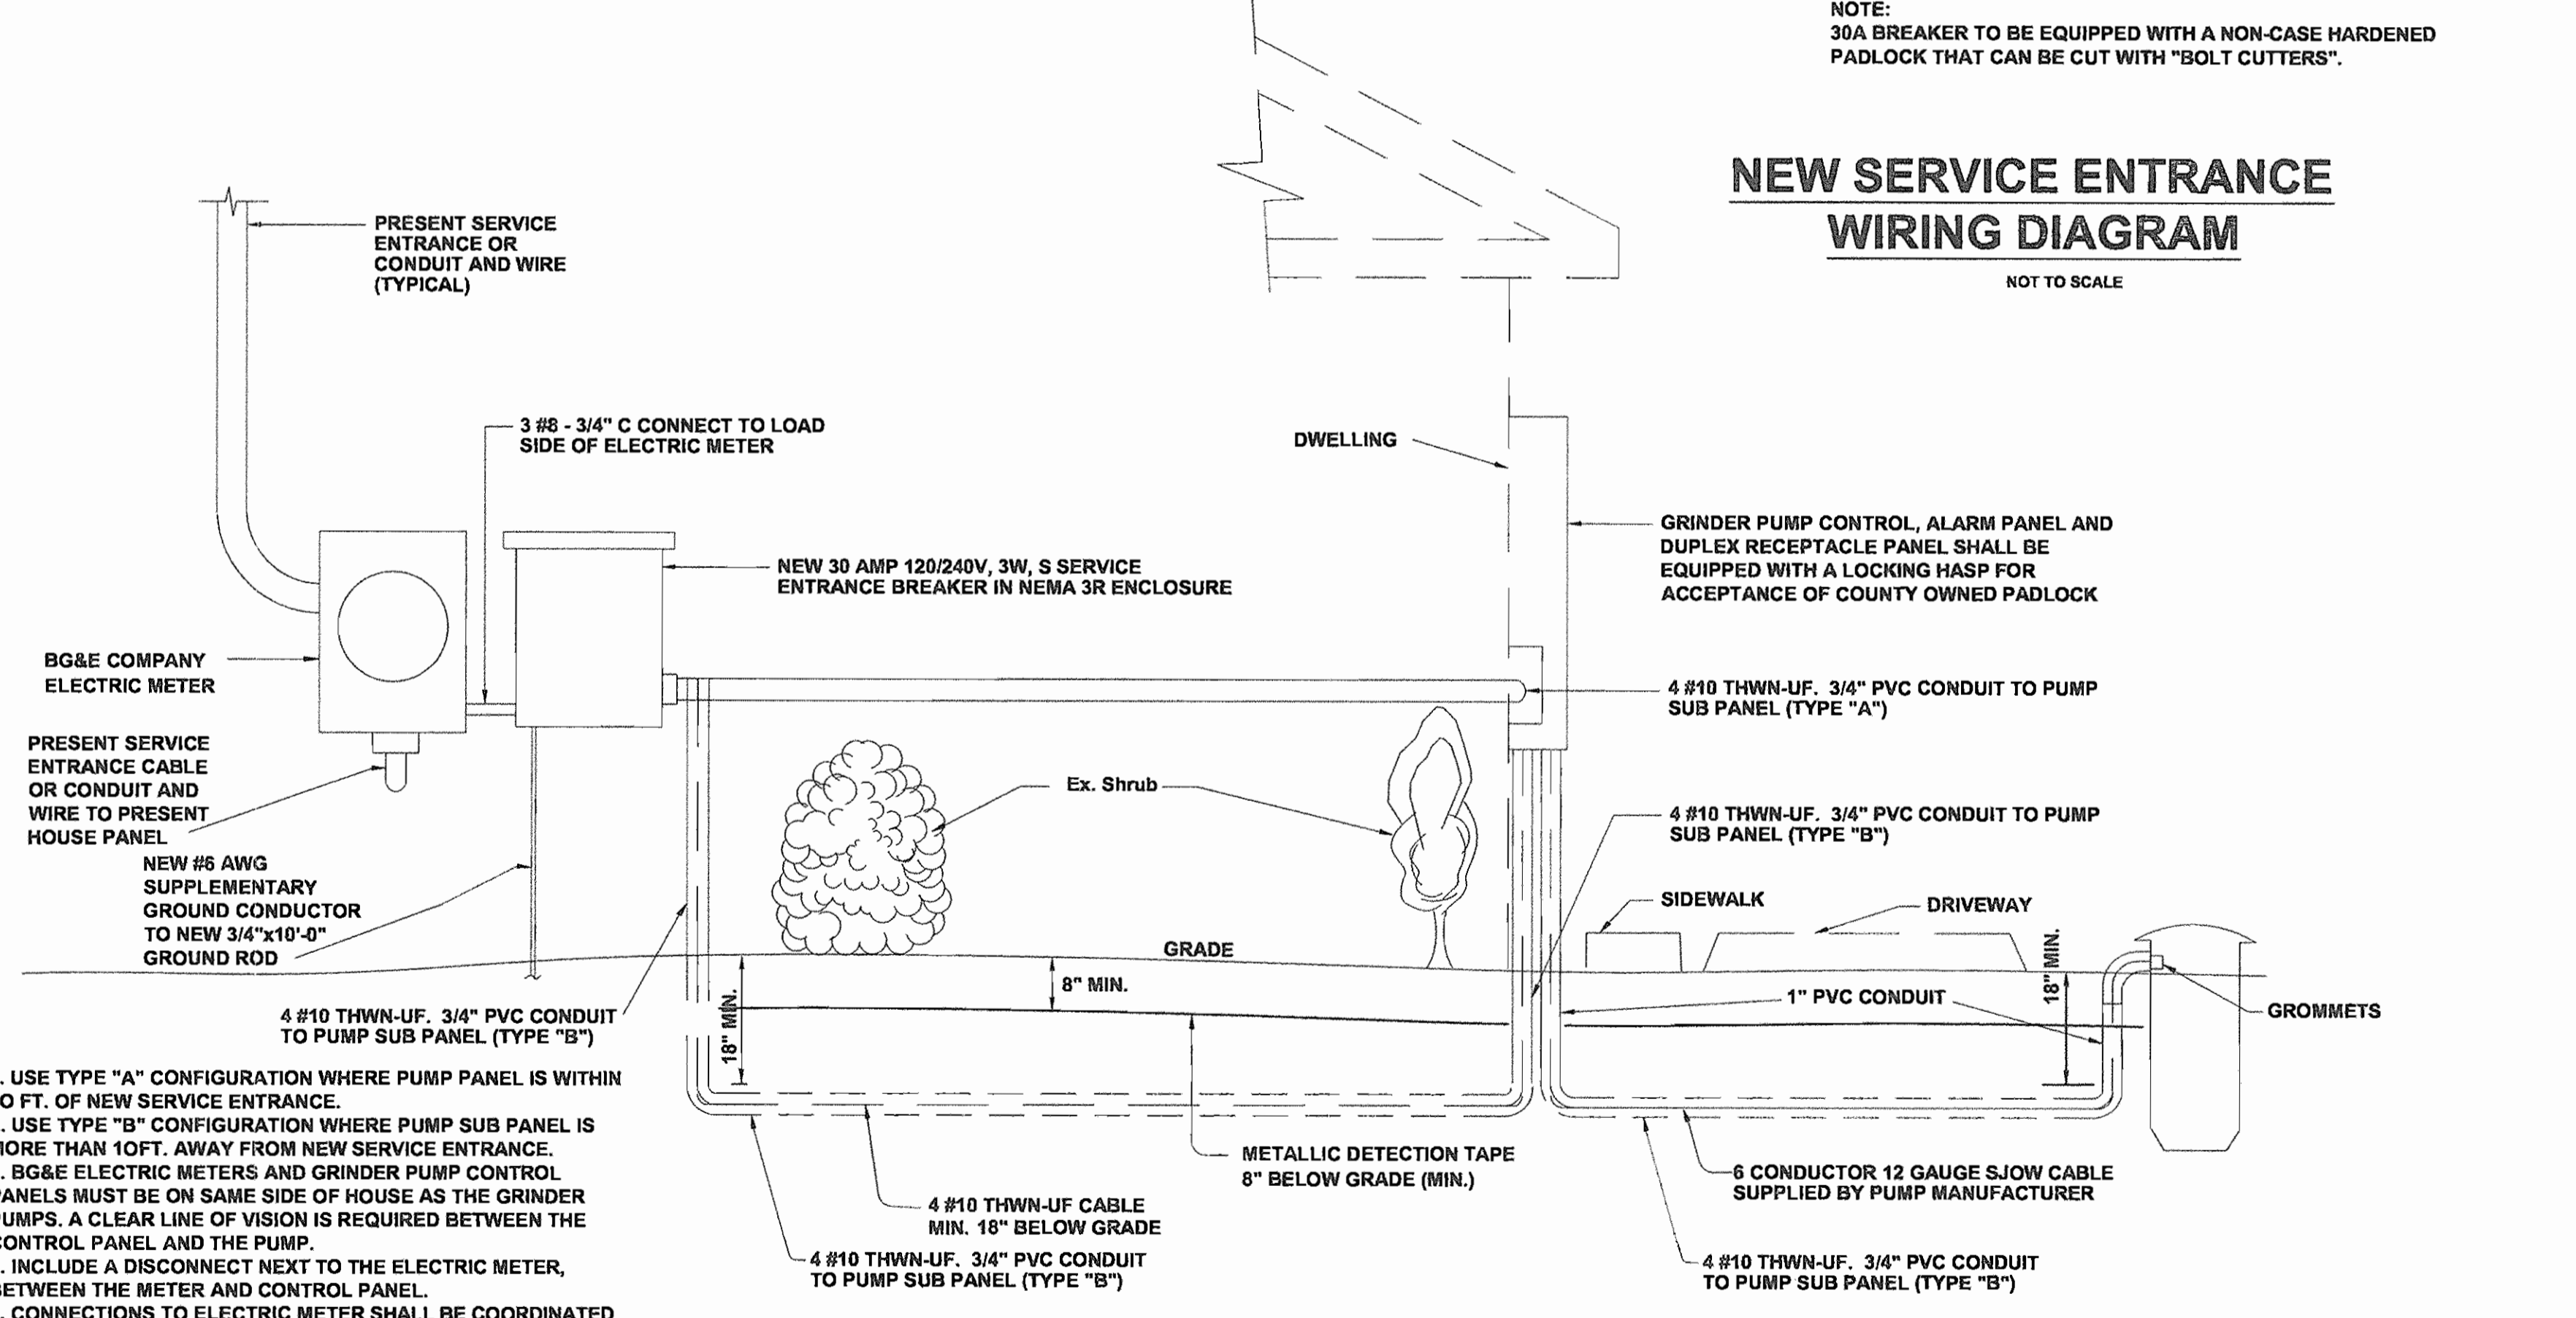 NOTE:
30A BREAKER TO BE EQUIPPED WITH A NON-CASE HARDENED
PADLOCK THAT CAN BE CUT WITH "BOLT CUTTERS".
NEW SERVICE ENTRANCE
WIRING DIAGRAM
NOT TO SCALE
PRESENT SERVICE
ENTRANCE OR
CONDUIT AND WIRE
(TYPICAL)
3 #8 - 3/4" C CONNECT TO LOAD
SIDE OF ELECTRIC METER
DWELLING
NEW 30 AMP 120/240V, 3W, S SERVICE
ENTRANCE BREAKER IN NEMA 3R ENCLOSURE
GRINDER PUMP CONTROL, ALARM PANEL AND
DUPLEX RECEPTACLE PANEL SHALL BE
EQUIPPED WITH A LOCKING HASP FOR
ACCEPTANCE OF COUNTY OWNED PADLOCK
BG&E COMPANY
ELECTRIC METER
4 #10 THWN-UF. 3/4" PVC CONDUIT TO PUMP
SUB PANEL (TYPE "A")
PRESENT SERVICE
ENTRANCE CABLE
OR CONDUIT AND
WIRE TO PRESENT
HOUSE PANEL
Ex. Shrub
4 #10 THWN-UF. 3/4" PVC CONDUIT TO PUMP
SUB PANEL (TYPE "B")
NEW #6 AWG
SUPPLEMENTARY
GROUND CONDUCTOR
TO NEW 3/4"x10'-0"
GROUND ROD
SIDEWALK
DRIVEWAY
GRADE
18" MIN.
8" MIN.
18" MIN.
1" PVC CONDUIT
GROMMETS
4 #10 THWN-UF. 3/4" PVC CONDUIT
TO PUMP SUB PANEL (TYPE "B")
. USE TYPE "A" CONFIGURATION WHERE PUMP PANEL IS WITHIN
0 FT. OF NEW SERVICE ENTRANCE.
. USE TYPE "B" CONFIGURATION WHERE PUMP SUB PANEL IS
MORE THAN 10FT. AWAY FROM NEW SERVICE ENTRANCE.
. BG&E ELECTRIC METERS AND GRINDER PUMP CONTROL
PANELS MUST BE ON SAME SIDE OF HOUSE AS THE GRINDER
PUMPS. A CLEAR LINE OF VISION IS REQUIRED BETWEEN THE
CONTROL PANEL AND THE PUMP.
. INCLUDE A DISCONNECT NEXT TO THE ELECTRIC METER,
BETWEEN THE METER AND CONTROL PANEL.
. CONNECTIONS TO ELECTRIC METER SHALL BE COORDINATED
METALLIC DETECTION TAPE
8" BELOW GRADE (MIN.)
4 #10 THWN-UF CABLE
MIN. 18" BELOW GRADE
4 #10 THWN-UF. 3/4" PVC CONDUIT
TO PUMP SUB PANEL (TYPE "B")
6 CONDUCTOR 12 GAUGE SJOW CABLE
SUPPLIED BY PUMP MANUFACTURER
4 #10 THWN-UF. 3/4" PVC CONDUIT
TO PUMP SUB PANEL (TYPE "B")